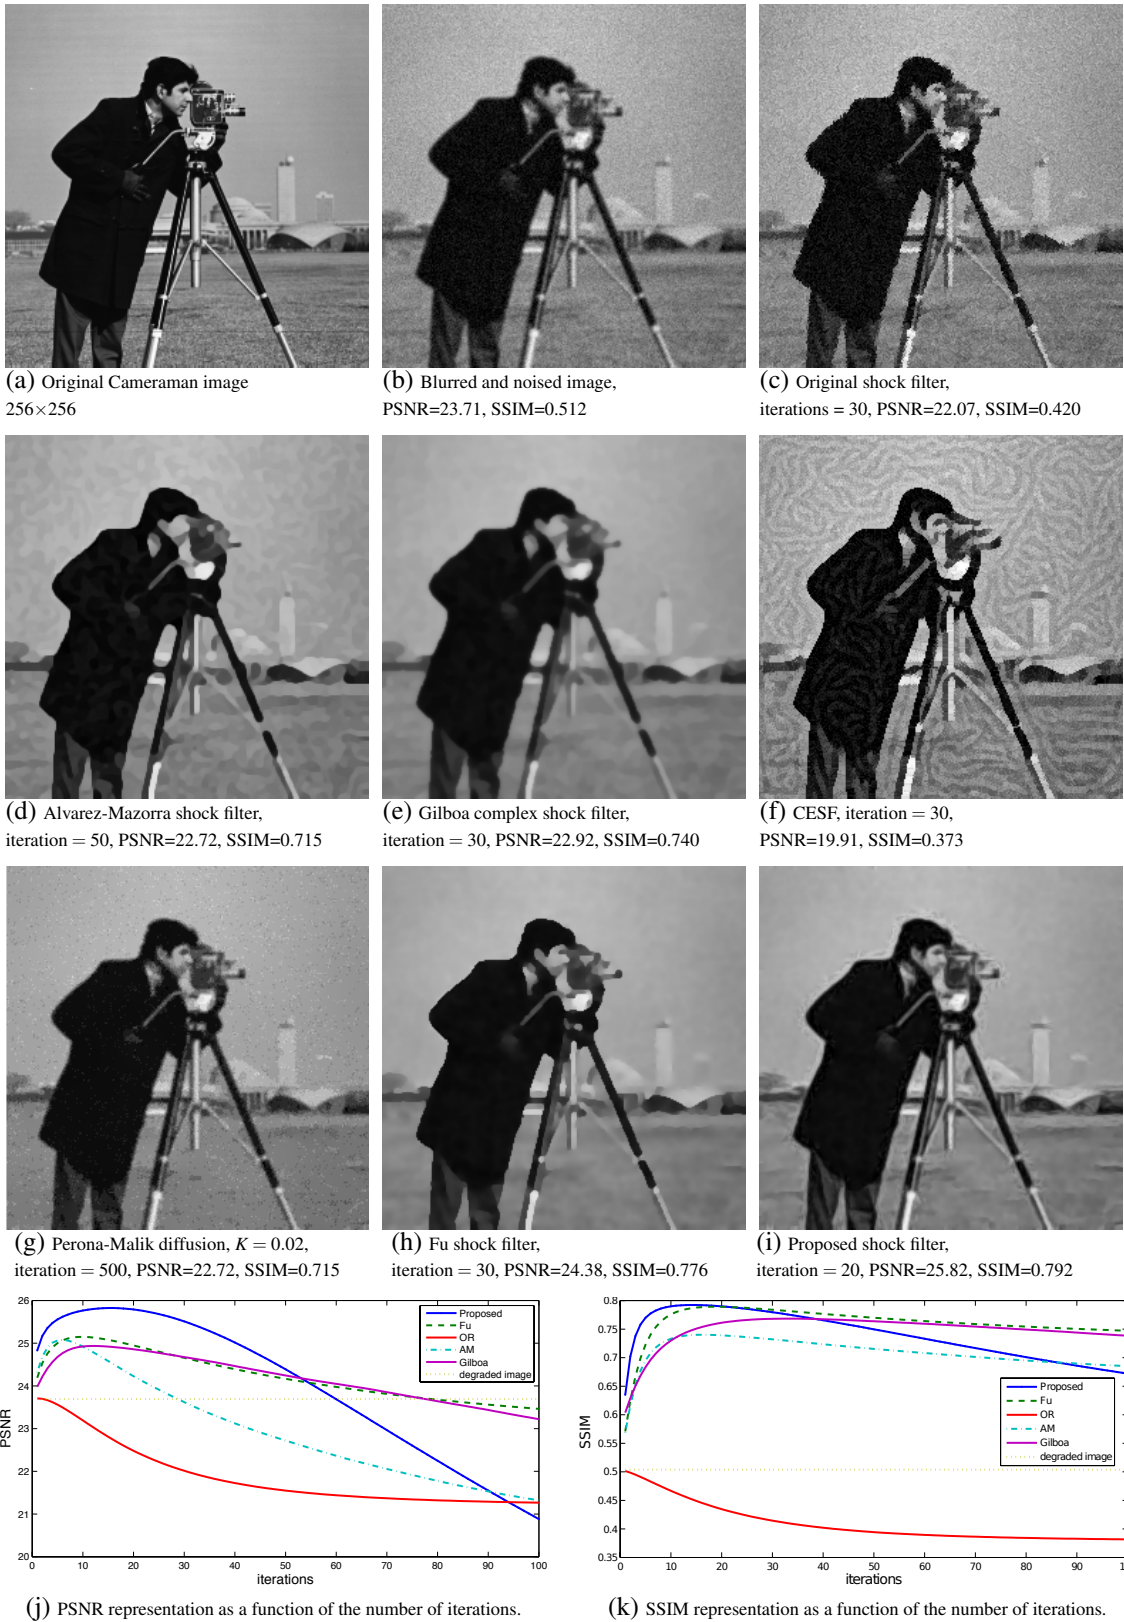 (a) Original Cameraman image
256×256
(b) Blurred and noised image,
PSNR=23.71, SSIM=0.512
(c) Original shock filter,
iterations = 30, PSNR=22.07, SSIM=0.420
(d) Alvarez-Mazorra shock filter,
iteration = 50, PSNR=22.72, SSIM=0.715
(e) Gilboa complex shock filter,
iteration = 30, PSNR=22.92, SSIM=0.740
(f) CESF, iteration = 30,
PSNR=19.91, SSIM=0.373
(g) Perona-Malik diffusion, K = 0.02,
iteration = 500, PSNR=22.72, SSIM=0.715
(h) Fu shock filter,
iteration = 30, PSNR=24.38, SSIM=0.776
(i) Proposed shock filter,
iteration = 20, PSNR=25.82, SSIM=0.792
26
25
24
23
22
21
20
PSNR
0 10 20 30 40 50 60 70 80 90 100
iterations
Proposed
Fu
OR
AM
Gilboa
degraded image
(j) PSNR representation as a function of the number of iterations.
0.8
0.75
0.7
0.65
0.6
0.55
0.5
0.45
0.4
0.35
SSIM
0 10 20 30 40 50 60 70 80 90
iterations
Proposed
Fu
OR
AM
Gilboa
degraded image
(k) SSIM representation as a function of the number of iterations.